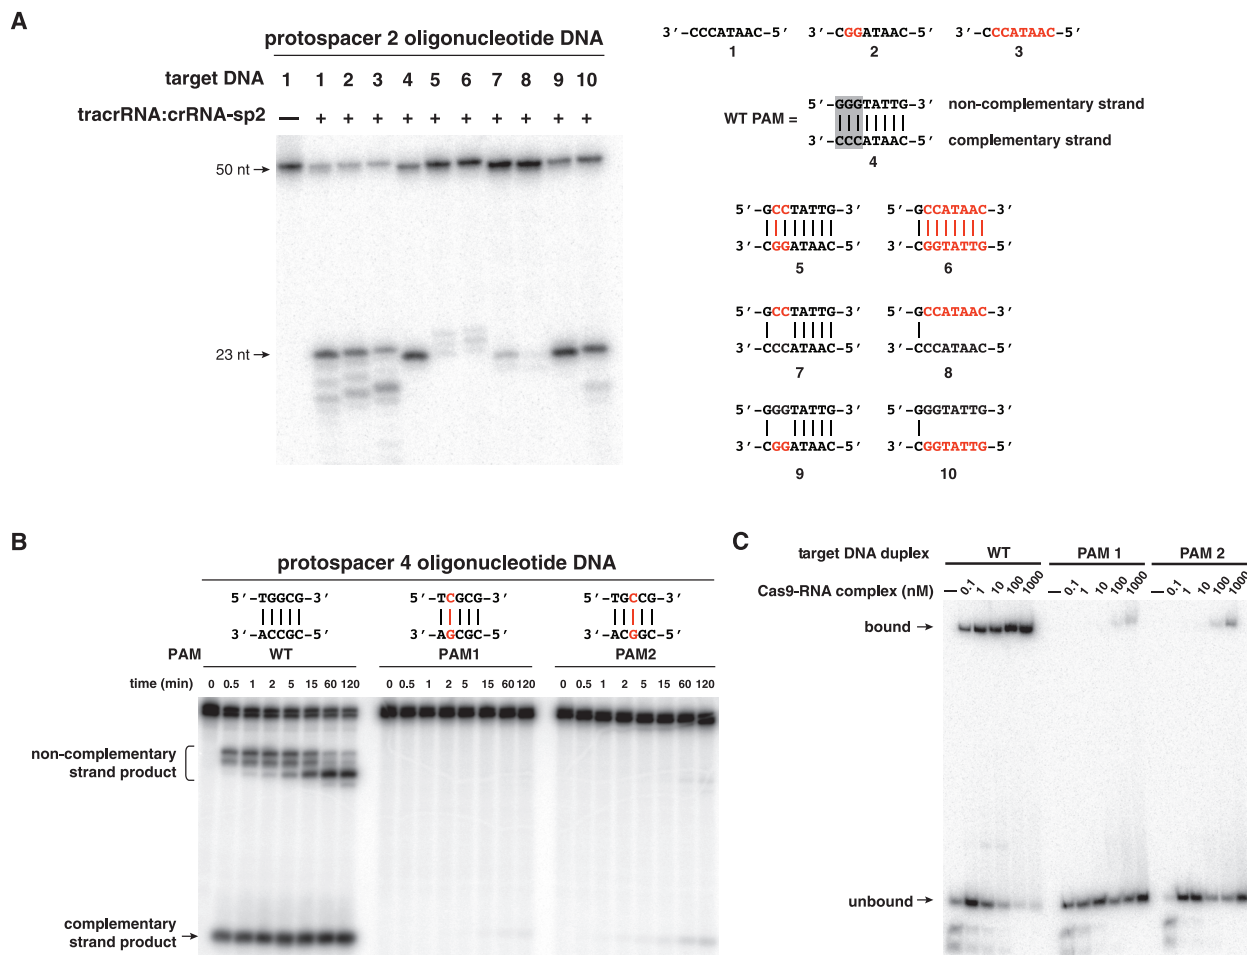 A
protospacer 2 oligonucleotide DNA
target DNA 1 1 2 3 4 5 6 7 8 9 10
tracrRNA:crRNA-sp2 — + + + + + + + + + +
50 nt →
23 nt →
3′-CCCATAAC-5′ 3′-CGGATAAC-5′ 3′-CCCATAAC-5′
1 2 3
5′-GGGTATTG-3′ non-complementary strand
WT PAM =
3′-CCCATAAC-5′ complementary strand
4
5′-GCCTATTG-3′ 5′-GCCATAAC-3′
3′-CGGATAAC-5′ 3′-CGGTATTG-5′
5 6
5′-GCCTATTG-3′ 5′-GCCATAAC-3′
3′-CCCATAAC-5′ 3′-CCCATAAC-5′
7 8
5′-GGGTATTG-3′ 5′-GGGTATTG-3′
3′-CGGATAAC-5′ 3′-CGGTATTG-5′
9 10
B
protospacer 4 oligonucleotide DNA
5′-TGGCG-3′ 5′-TCGCG-3′ 5′-TGCCG-3′
3′-ACCGC-5′ 3′-AGCGC-5′ 3′-ACGGC-5′
PAM WT PAM1 PAM2
time (min) 0 0.5 1 2 5 15 60 120 0 0.5 1 2 5 15 60 120 0 0.5 1 2 5 15 60 120
non-complementary
strand product
complementary
strand product →
C
target DNA duplex WT PAM 1 PAM 2
Cas9-RNA complex (nM) — 0.1 1 10 100 1000 — 0.1 1 10 100 1000 — 0.1 1 10 100 1000
bound →
unbound →